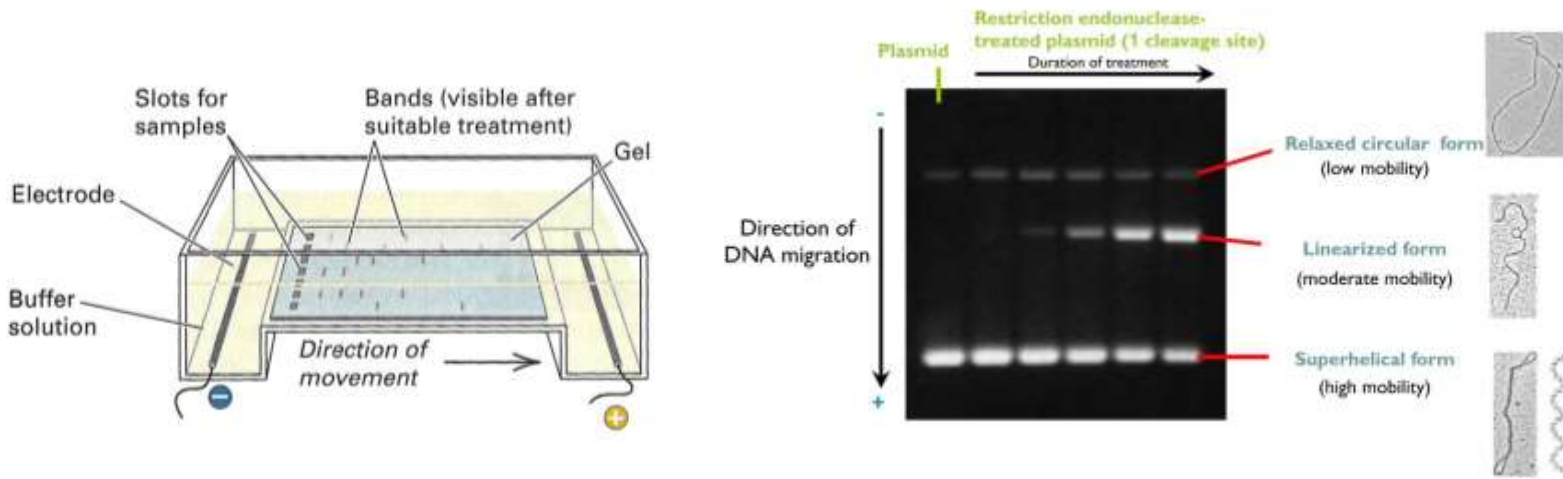 Slots for
samples
Bands (visible after
suitable treatment)
Gel
Electrode
Buffer
solution
Direction of
movement
−
+
Plasmid
Restriction endonuclease-
treated plasmid (1 cleavage site)
Duration of treatment
-
Direction of
DNA migration
+
Relaxed circular form
(low mobility)
Linearized form
(moderate mobility)
Superhelical form
(high mobility)